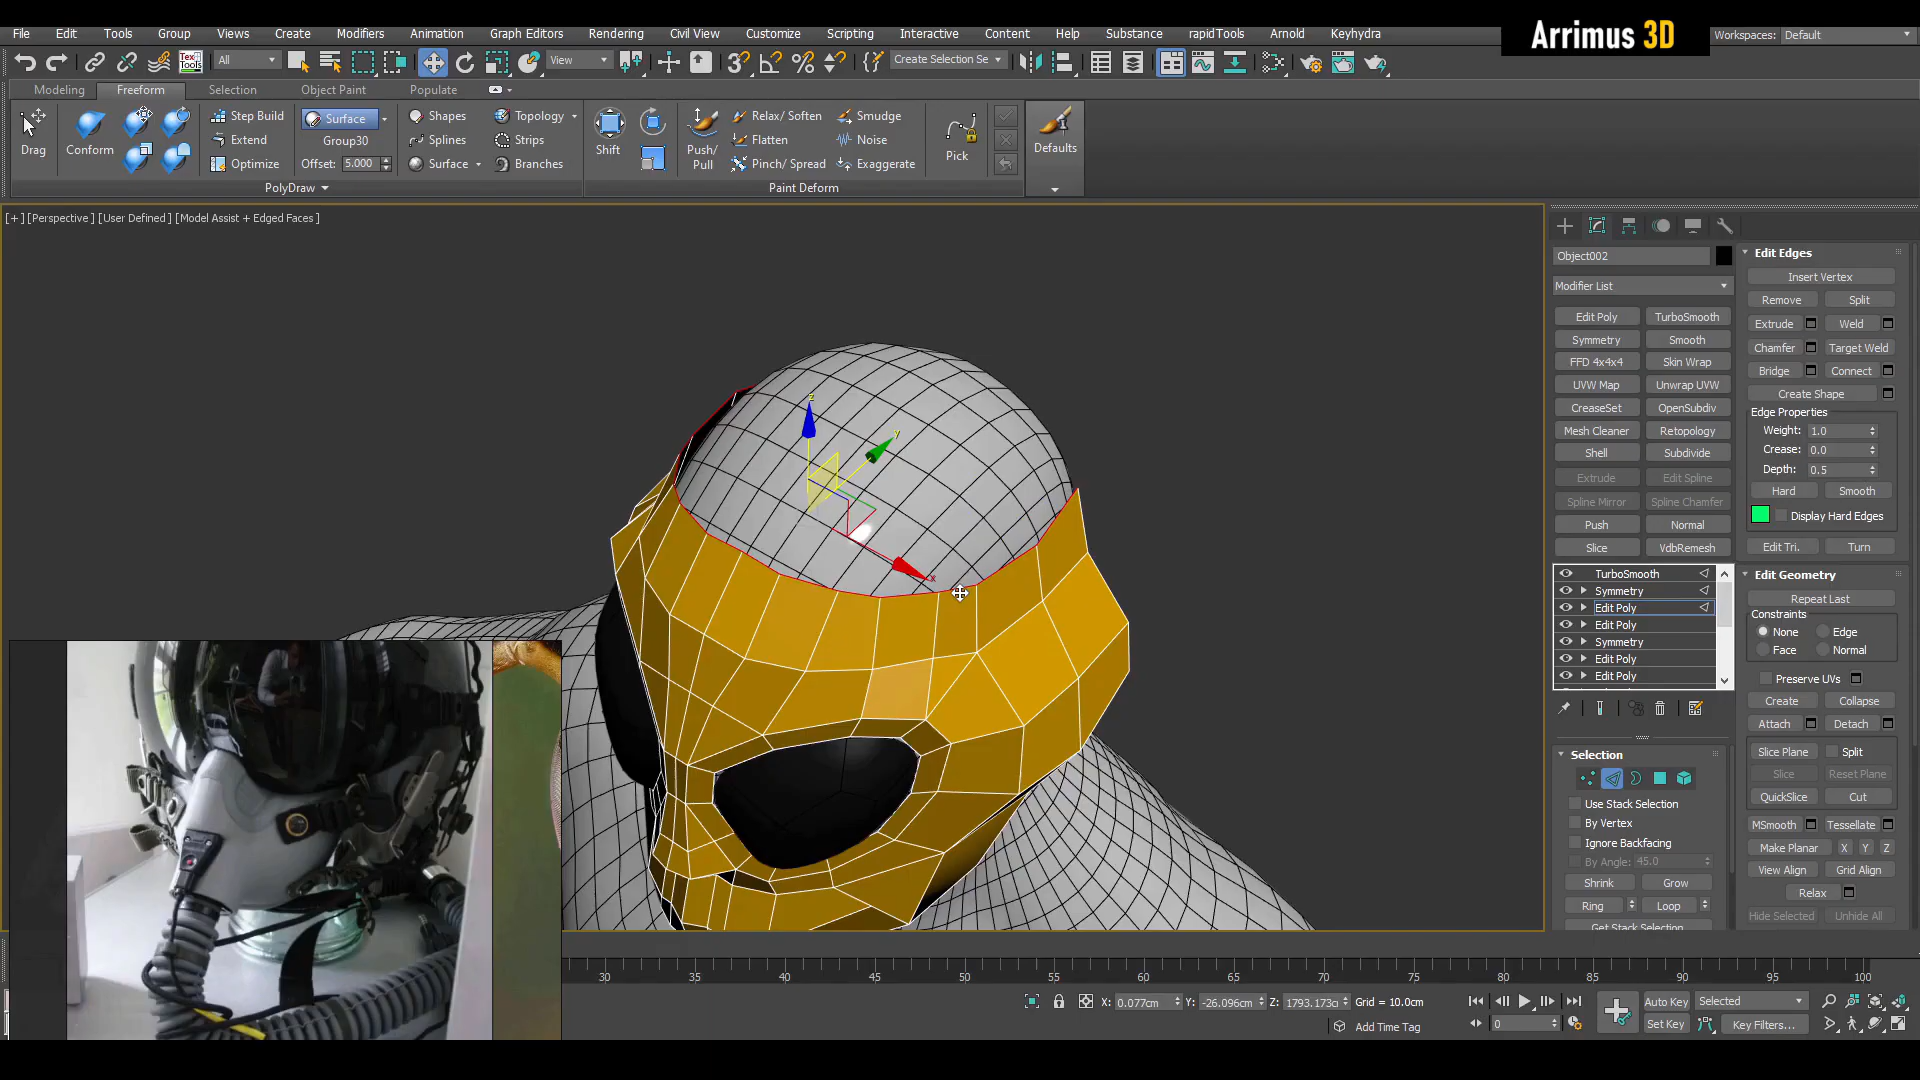 File Edit Tools Group Views Create Modifiers Animation Graph Editors Rendering Civil View Customize Scripting Interactive Content Help Substance rapidTools Arnold Keyhydra
Arrimus 3D
Workspaces: Default
All View Create Selection Se
Modeling Freeform Selection Object Paint Populate
Drag Conform Step Build Extend Optimize
Surface
Group30
Offset: 5.000
Shapes Topology
Splines Strips
Surface Branches
PolyDraw
Shift Push/ Pull
Relax/ Soften Smudge
Flatten Noise
Pinch/ Spread Exaggerate
Paint Deform
Pick Defaults
[+] [Perspective] [User Defined] [Model Assist + Edged Faces]
z y x
Object002
Modifier List
Edit Poly TurboSmooth
Symmetry Smooth
FFD 4x4x4 Skin Wrap
UVW Map Unwrap UVW
CreaseSet OpenSubdiv
Mesh Cleaner Retopology
Shell Subdivide
Extrude Edit Spline
Spline Mirror Spline Chamfer
Push Normal
Slice VdbRemesh
TurboSmooth
Symmetry
Edit Poly
Edit Poly
Symmetry
Edit Poly
Edit Poly
Selection
Use Stack Selection
By Vertex
Ignore Backfacing
By Angle: 45.0
Shrink Grow
Ring Loop
Get Stack Selection
Edit Edges
Insert Vertex
Remove Split
Extrude Weld
Chamfer Target Weld
Bridge Connect
Create Shape
Edge Properties
Weight: 1.0
Crease: 0.0
Depth: 0.5
Hard Smooth
Display Hard Edges
Edit Tri. Turn
Edit Geometry
Repeat Last
Constraints
None Edge
Face Normal
Preserve UVs
Create Collapse
Attach Detach
Slice Plane Split
Slice Reset Plane
QuickSlice Cut
MSmooth Tessellate
Make Planar X Y Z
View Align Grid Align
Relax
Hide Selected Unhide All
30 35 40 45 50 55 60 65 70 75 80 85 90 95 100
X: 0.077cm Y: -26.096cm Z: 1793.173c Grid = 10.0cm
Add Time Tag
0
Auto Key Selected
Set Key Key Filters...